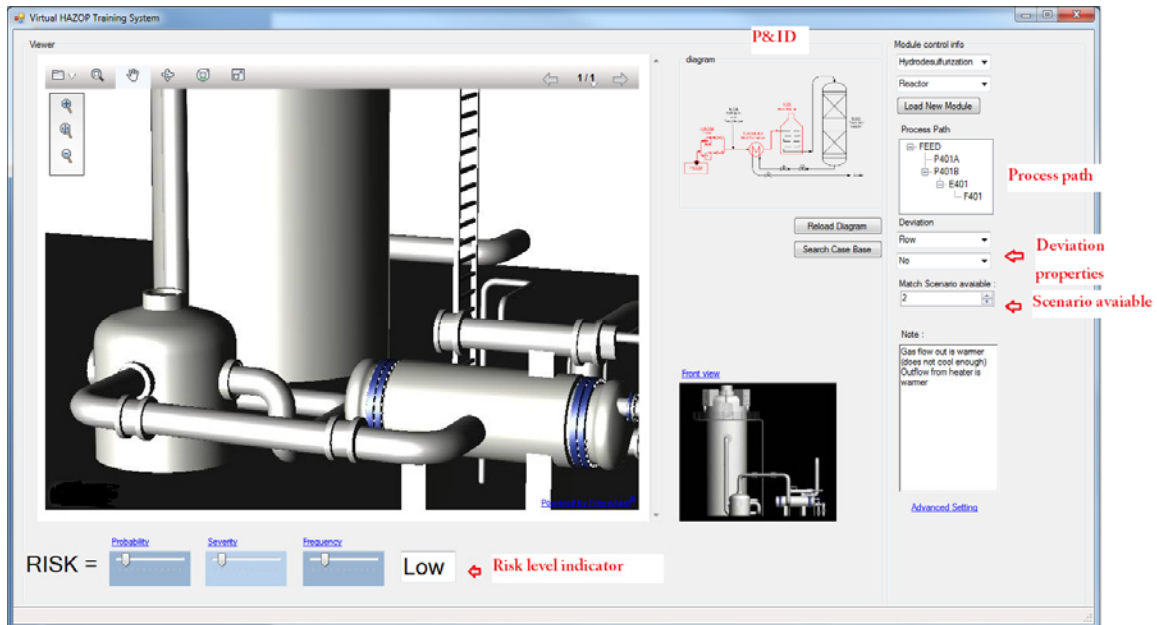 Virtual HAZOP Training System
Viewer
1/1
P&ID
diagram
Reload Diagram
Search Case Base
Front view
Module control info
Hydrodesulfurization
Reactor
Load New Module
Process Path
FEED
P401A
P401B
E401
F401
Process path
Deviation
Flow
No
Deviation
properties
Match Scenario avaiable :
2
Scenario avaiable
Note :
Gas flow out is warmer
(does not cool enough)
Outflow from heater is
warmer
Advanced Setting
RISK =
Probability
Severity
Frequency
Low
Risk level indicator